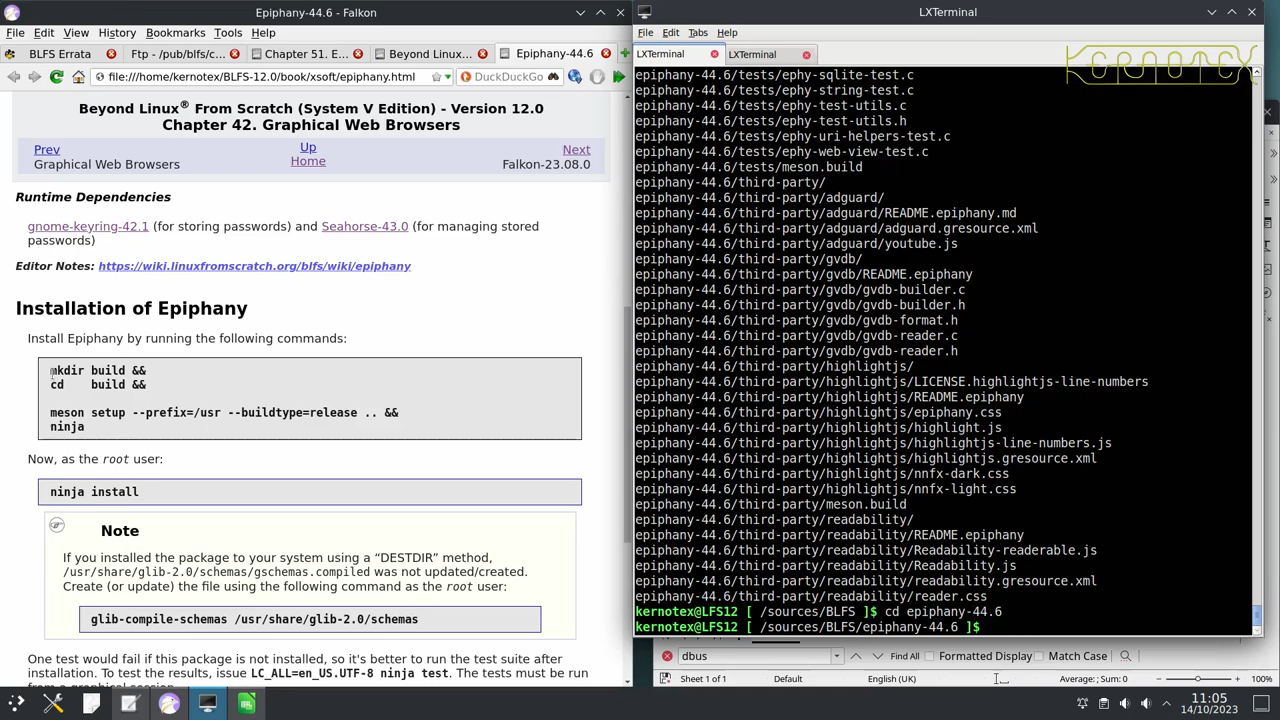 Epiphany-44.6 - Falkon
File Edit View History Bookmarks Tools Help
BLFS Errata
Ftp - /pub/blfs/c...
Chapter 51. E...
Beyond Linux...
Epiphany-44.6
file:///home/kernotex/BLFS-12.0/book/xsoft/epiphany.html
DuckDuckGo
Beyond Linux® From Scratch (System V Edition) - Version 12.0
Chapter 42. Graphical Web Browsers
Prev
Up
Next
Graphical Web Browsers
Home
Falkon-23.08.0
Runtime Dependencies
gnome-keyring-42.1 (for storing passwords) and Seahorse-43.0 (for managing stored
passwords)
Editor Notes: https://wiki.linuxfromscratch.org/blfs/wiki/epiphany
Installation of Epiphany
Install Epiphany by running the following commands:
mkdir build &&
cd    build &&
meson setup --prefix=/usr --buildtype=release .. &&
ninja
Now, as the root user:
ninja install
Note
If you installed the package to your system using a “DESTDIR” method,
/usr/share/glib-2.0/schemas/gschemas.compiled was not updated/created.
Create (or update) the file using the following command as the root user:
glib-compile-schemas /usr/share/glib-2.0/schemas
One test would fail if this package is not installed, so it's better to run the test suite after
installation. To test the results, issue LC_ALL=en_US.UTF-8 ninja test. The tests must be run
LXTerminal
File Edit Tabs Help
LXTerminal
LXTerminal
KERNOTEX
epiphany-44.6/tests/ephy-sqlite-test.c
epiphany-44.6/tests/ephy-string-test.c
epiphany-44.6/tests/ephy-test-utils.c
epiphany-44.6/tests/ephy-test-utils.h
epiphany-44.6/tests/ephy-uri-helpers-test.c
epiphany-44.6/tests/ephy-web-view-test.c
epiphany-44.6/tests/meson.build
epiphany-44.6/third-party/
epiphany-44.6/third-party/adguard/
epiphany-44.6/third-party/adguard/README.epiphany.md
epiphany-44.6/third-party/adguard/adguard.gresource.xml
epiphany-44.6/third-party/adguard/youtube.js
epiphany-44.6/third-party/gvdb/
epiphany-44.6/third-party/gvdb/README.epiphany
epiphany-44.6/third-party/gvdb/gvdb-builder.c
epiphany-44.6/third-party/gvdb/gvdb-builder.h
epiphany-44.6/third-party/gvdb/gvdb-format.h
epiphany-44.6/third-party/gvdb/gvdb-reader.c
epiphany-44.6/third-party/gvdb/gvdb-reader.h
epiphany-44.6/third-party/highlightjs/
epiphany-44.6/third-party/highlightjs/LICENSE.highlightjs-line-numbers
epiphany-44.6/third-party/highlightjs/README.epiphany
epiphany-44.6/third-party/highlightjs/epiphany.css
epiphany-44.6/third-party/highlightjs/highlight.js
epiphany-44.6/third-party/highlightjs/highlightjs-line-numbers.js
epiphany-44.6/third-party/highlightjs/highlightjs.gresource.xml
epiphany-44.6/third-party/highlightjs/nnfx-dark.css
epiphany-44.6/third-party/highlightjs/nnfx-light.css
epiphany-44.6/third-party/meson.build
epiphany-44.6/third-party/readability/
epiphany-44.6/third-party/readability/README.epiphany
epiphany-44.6/third-party/readability/Readability-readerable.js
epiphany-44.6/third-party/readability/Readability.js
epiphany-44.6/third-party/readability/readability.gresource.xml
epiphany-44.6/third-party/readability/reader.css
kernotex@LFS12 [ /sources/BLFS ]$ cd epiphany-44.6
kernotex@LFS12 [ /sources/BLFS/epiphany-44.6 ]$
dbus
Find All
Formatted Display
Match Case
Sheet 1 of 1
Default
English (UK)
Average: ; Sum: 0
100%
11:05
14/10/2023